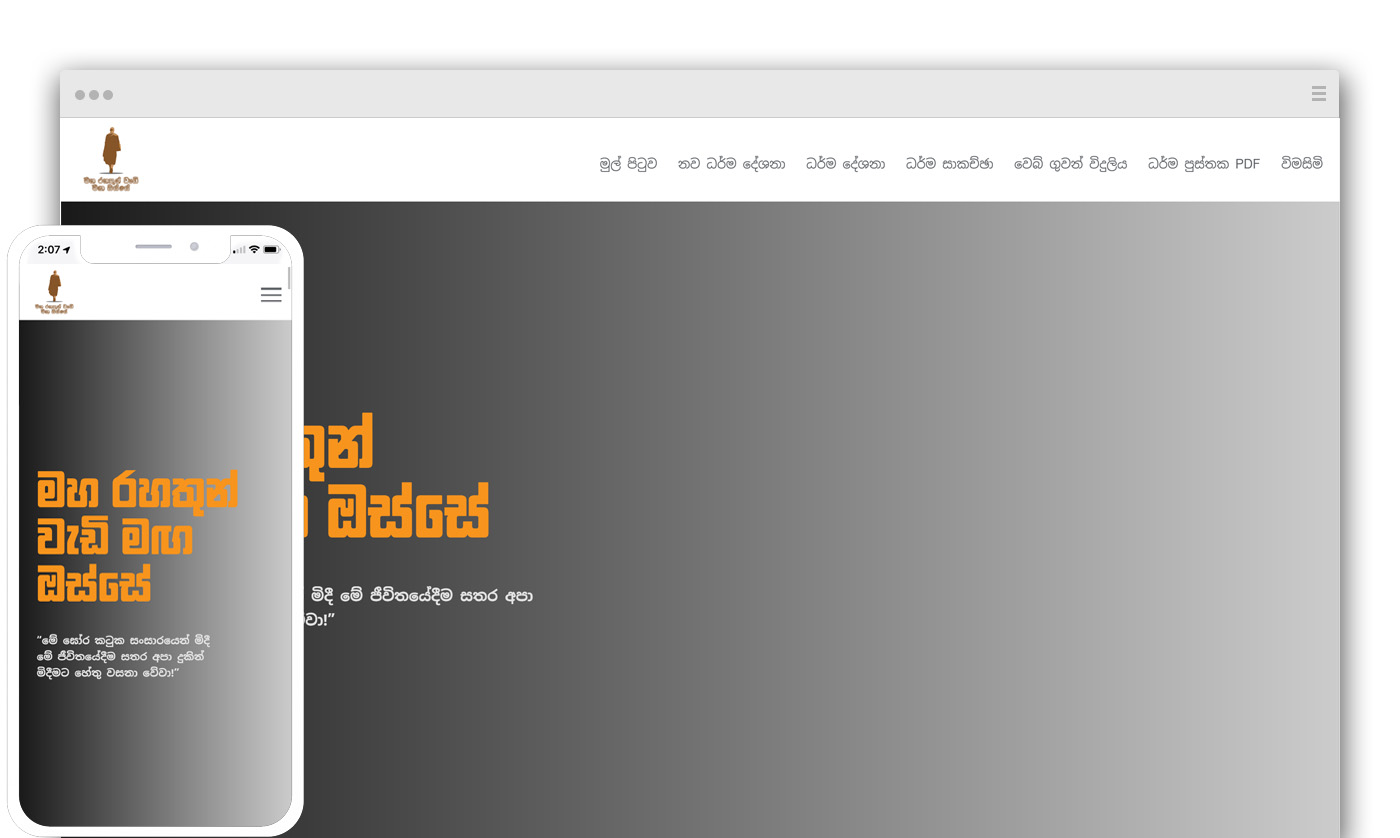 මහ රහතුන් වැඩි
මඟ ඔස්සේ
මුල් පිටුව නව ධර්ම දේශනා ධර්ම දේශනා ධර්ම සාකච්ඡා වෙබ් ගුවන් විදුලිය ධර්ම පුස්තක PDF විමසීම්
තුන්
ඔස්සේ
මිදී මේ ජීවිතයේදීම සතර අපා
වා!”
2:07
මහ රහතුන් වැඩි
මඟ ඔස්සේ
මහ රහතුන්
වැඩි මඟ
ඔස්සේ
“මේ ඝෝර කටුක සංසාරයෙන් මිදී
මේ ජීවිතයේදීම සතර අපා දුකින්
මිදීමට හේතු වසනා වේවා!”